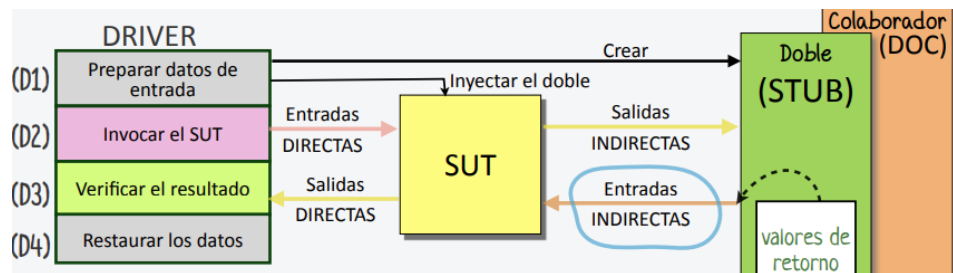 DRIVER
(D1)
Preparar datos de
entrada
(D2)
Invocar el SUT
(D3)
Verificar el resultado
(D4)
Restaurar los datos
Crear
Inyectar el doble
Entradas
DIRECTAS
Salidas
DIRECTAS
SUT
Salidas
INDIRECTAS
Entradas
INDIRECTAS
Doble
(STUB)
valores de
retorno
Colaborador
(DOC)